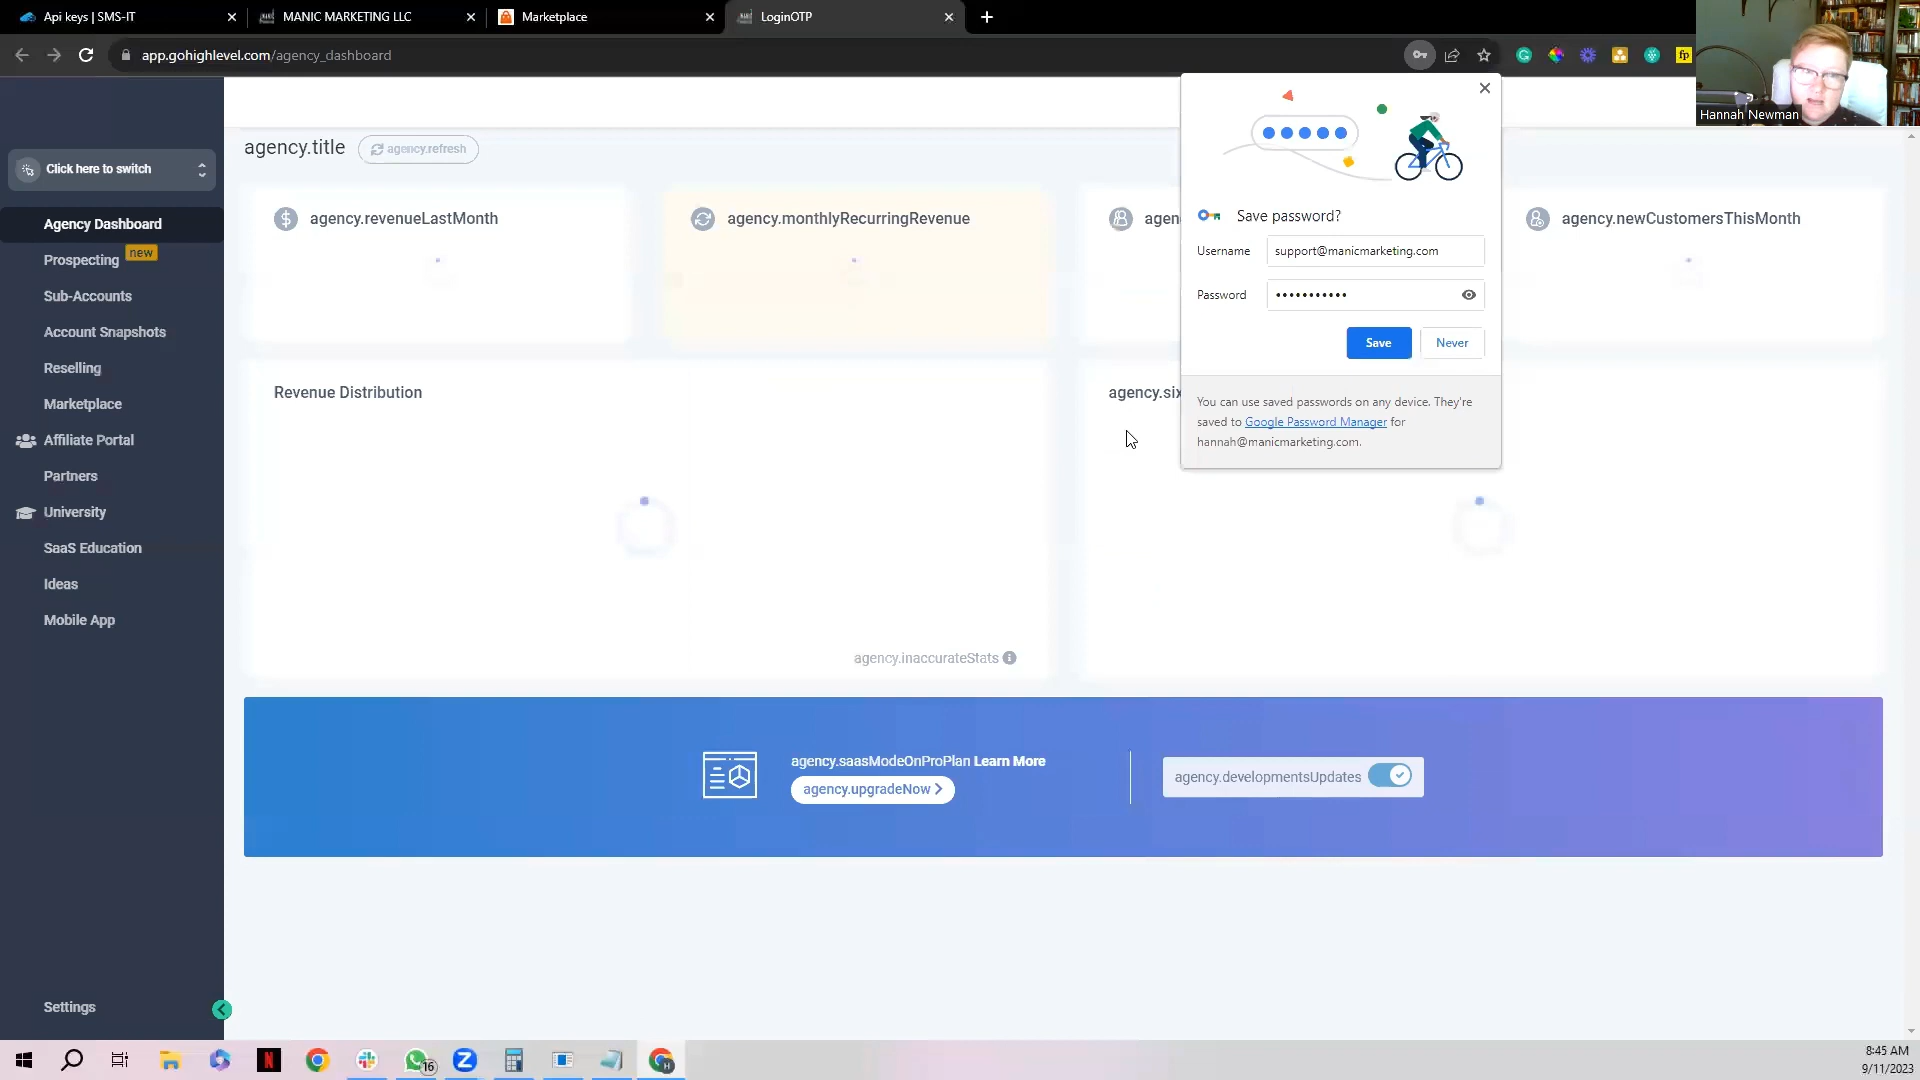 Api keys | SMS-IT
MANIC MARKETING LLC
Marketplace
LoginOTP
app.gohighlevel.com/agency_dashboard
fp
Hannah Newman
Click here to switch
Agency Dashboard
Prospecting new
Sub-Accounts
Account Snapshots
Reselling
Marketplace
Affiliate Portal
Partners
University
SaaS Education
Ideas
Mobile App
Settings
agency.title
agency.refresh
agency.revenueLastMonth
agency.monthlyRecurringRevenue
agen
agency.newCustomersThisMonth
Revenue Distribution
agency.six
agency.inaccurateStats
Save password?
Username support@manicmarketing.com
Password •••••••••••
Save Never
You can use saved passwords on any device. They're
saved to Google Password Manager for
hannah@manicmarketing.com.
agency.saasModeOnProPlan Learn More
agency.upgradeNow
agency.developmentsUpdates
16
8:45 AM
9/11/2023